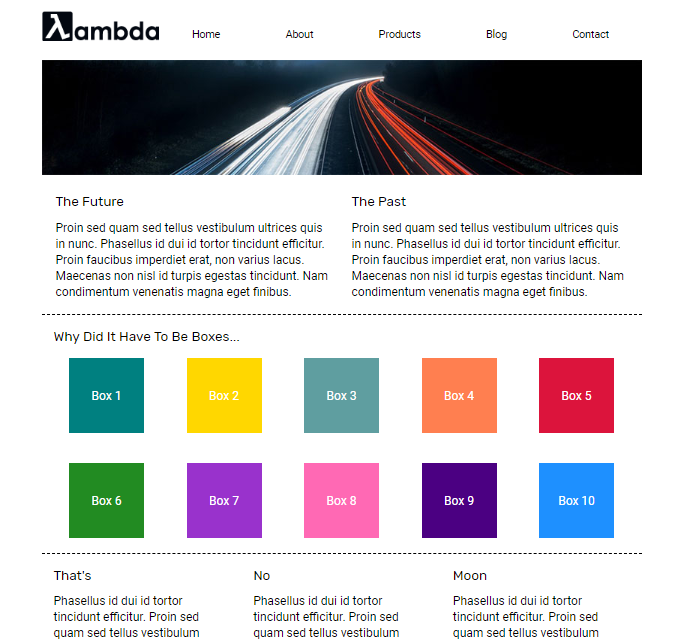 λambda
Home About Products Blog Contact
The Future
Proin sed quam sed tellus vestibulum ultrices quis
in nunc. Phasellus id dui id tortor tincidunt efficitur.
Proin faucibus imperdiet erat, non varius lacus.
Maecenas non nisl id turpis egestas tincidunt. Nam
condimentum venenatis magna eget finibus.
The Past
Proin sed quam sed tellus vestibulum ultrices quis
in nunc. Phasellus id dui id tortor tincidunt efficitur.
Proin faucibus imperdiet erat, non varius lacus.
Maecenas non nisl id turpis egestas tincidunt. Nam
condimentum venenatis magna eget finibus.
Why Did It Have To Be Boxes...
Box 1 Box 2 Box 3 Box 4 Box 5
Box 6 Box 7 Box 8 Box 9 Box 10
That's
Phasellus id dui id tortor
tincidunt efficitur. Proin sed
quam sed tellus vestibulum
No
Phasellus id dui id tortor
tincidunt efficitur. Proin sed
quam sed tellus vestibulum
Moon
Phasellus id dui id tortor
tincidunt efficitur. Proin sed
quam sed tellus vestibulum